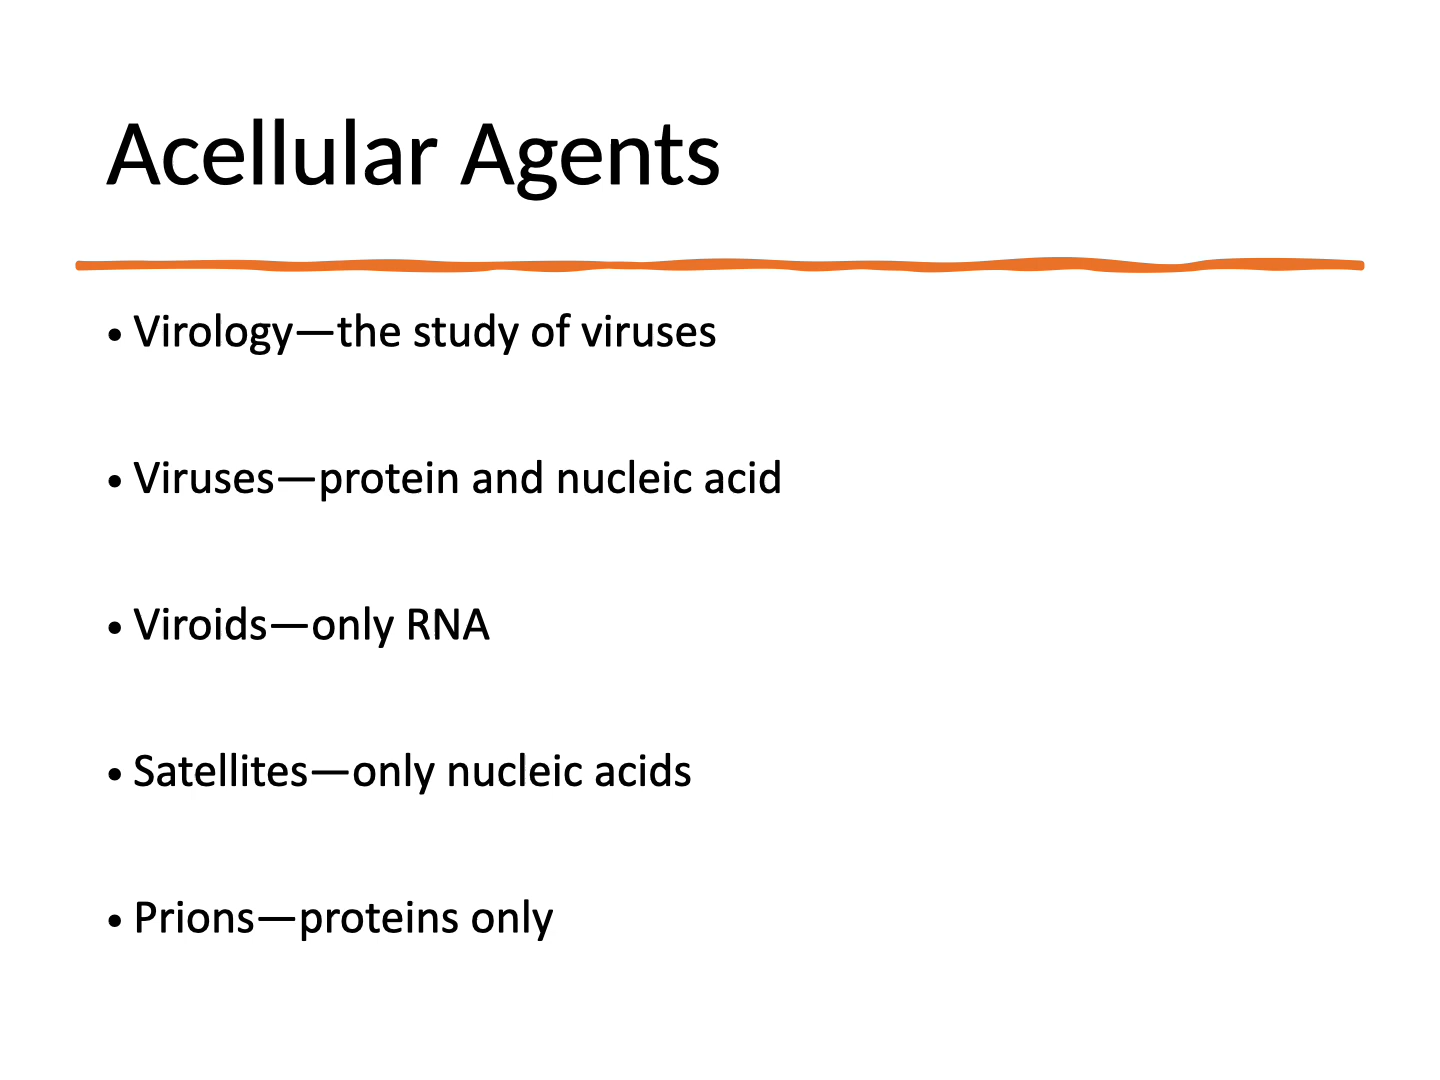 Acellular Agents
• Virology—the study of viruses
• Viruses—protein and nucleic acid
• Viroids—only RNA
• Satellites—only nucleic acids
• Prions—proteins only